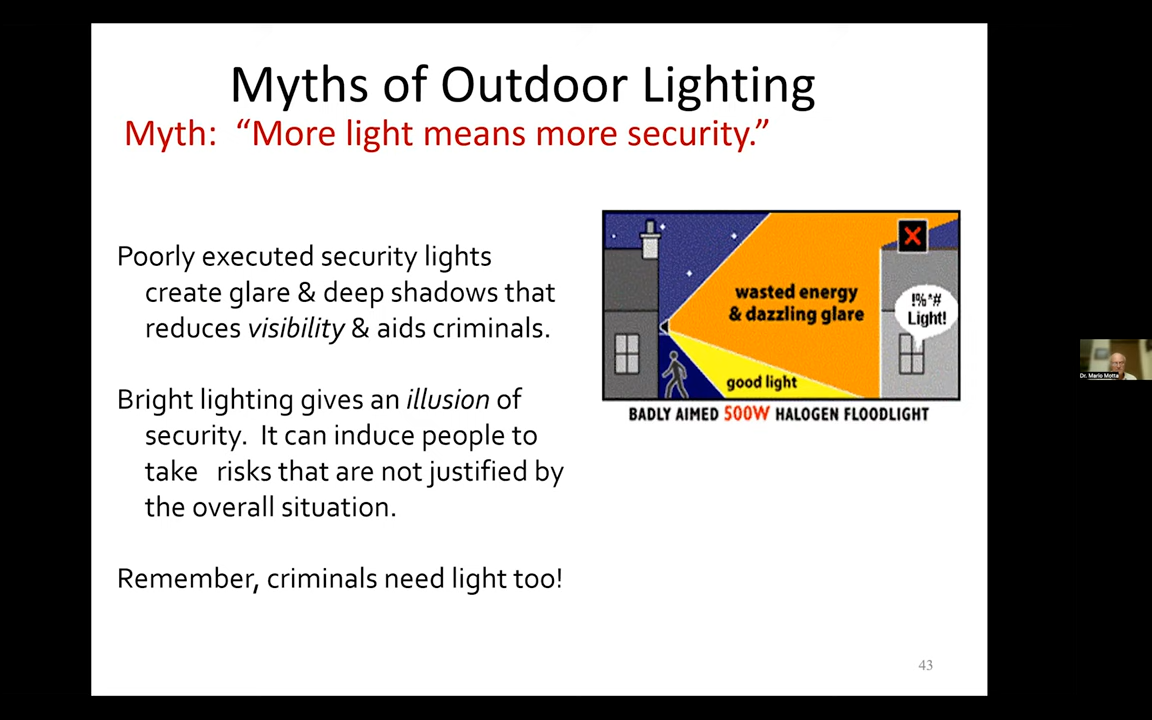 Myths of Outdoor Lighting
Myth: “More light means more security.”
Poorly executed security lights
create glare & deep shadows that
reduces visibility & aids criminals.
Bright lighting gives an illusion of
security. It can induce people to
take risks that are not justified by
the overall situation.
Remember, criminals need light too!
wasted energy
& dazzling glare
!%*#
Light!
good light
BADLY AIMED 500W HALOGEN FLOODLIGHT
Dr. Mario Motta
43